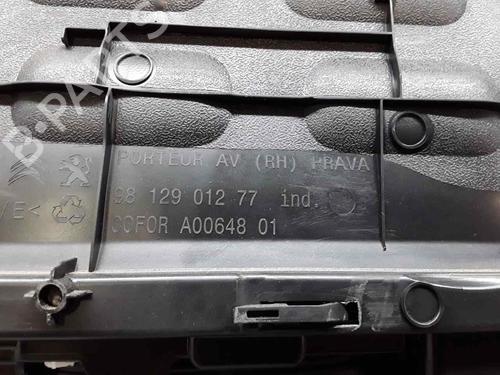 B-PARTS
PORTEUR AV (RH) PRAVA
98 129 012 77 ind.
/E<
COFOR A00648 01